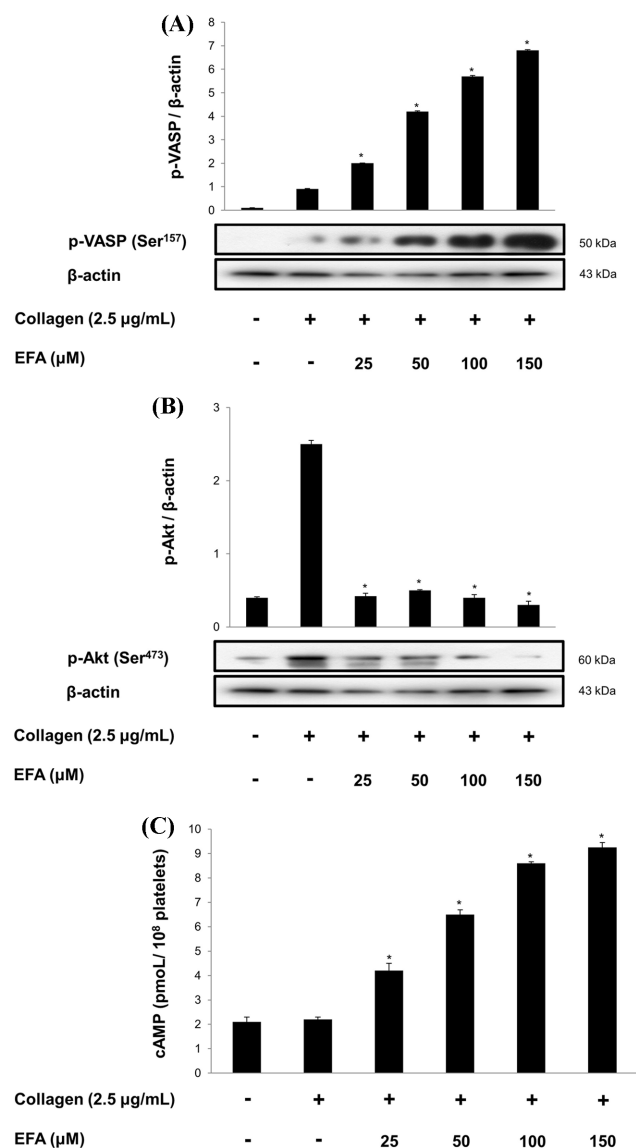 (A)
p-VASP / β-actin
8
7
6
5
4
3
2
1
0
* * * *
p-VASP (Ser157) 50 kDa
β-actin 43 kDa
Collagen (2.5 μg/mL) - + + + + +
EFA (μM) - - 25 50 100 150
(B)
p-Akt / β-actin
3
2
1
0
* * * *
p-Akt (Ser473) 60 kDa
β-actin 43 kDa
Collagen (2.5 μg/mL) - + + + + +
EFA (μM) - - 25 50 100 150
(C)
cAMP (pmoL/ 10⁸ platelets)
10
9
8
7
6
5
4
3
2
1
0
* * * *
Collagen (2.5 μg/mL) - + + + + +
EFA (μM) - - 25 50 100 150